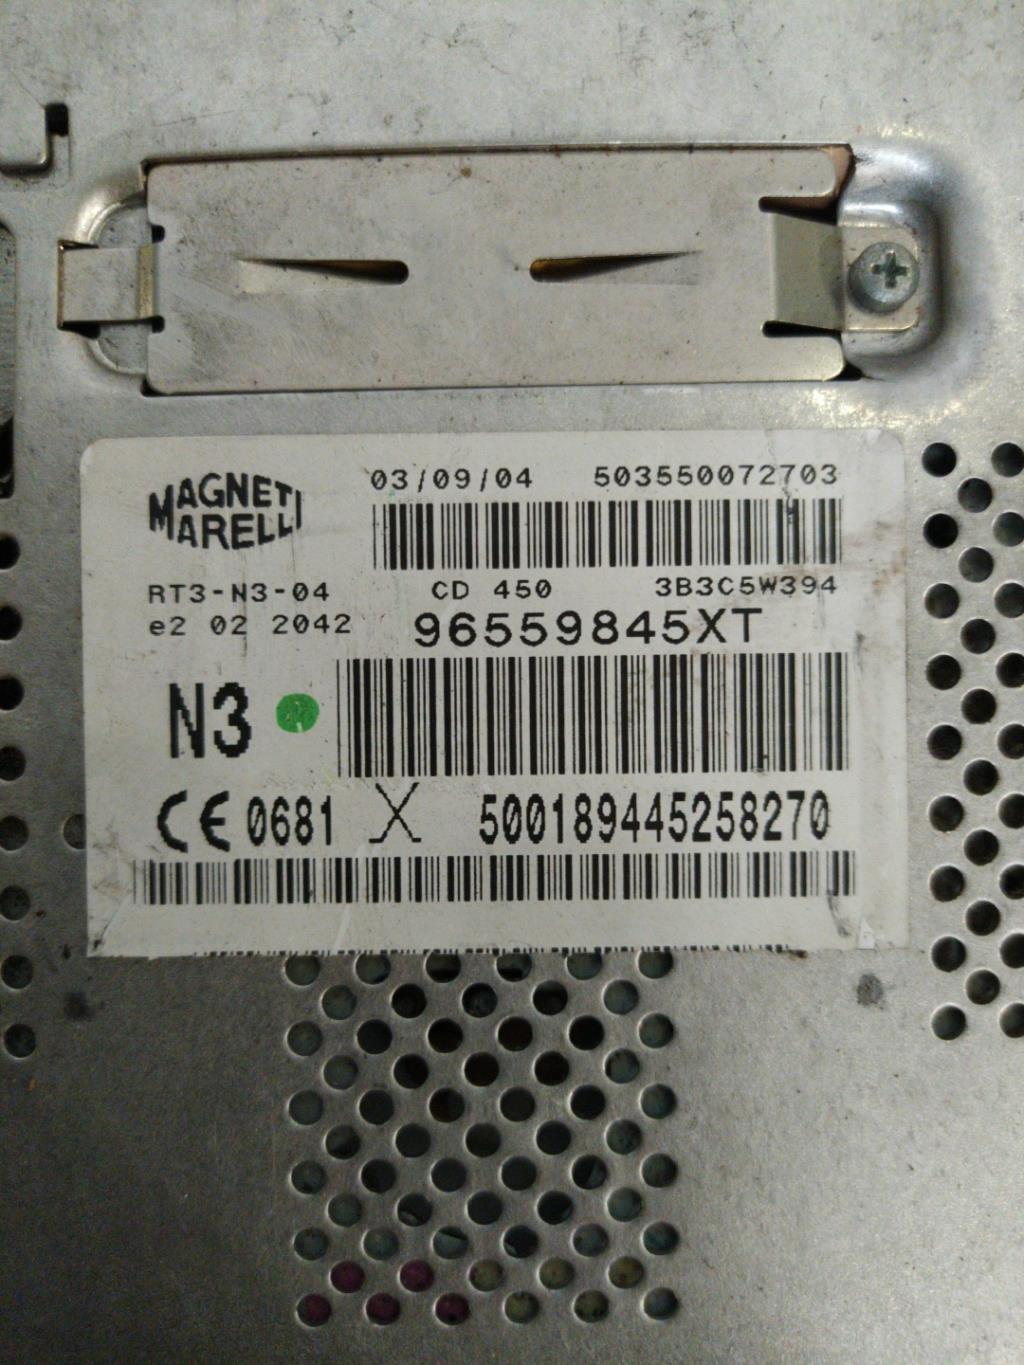 MAGNETI
MARELLI
03/09/04 503550072703
RT3-N3-04 CD 450 3B3C5W394
e2 02 2042 96559845XT
N3
CE 0681 X 500189445258270